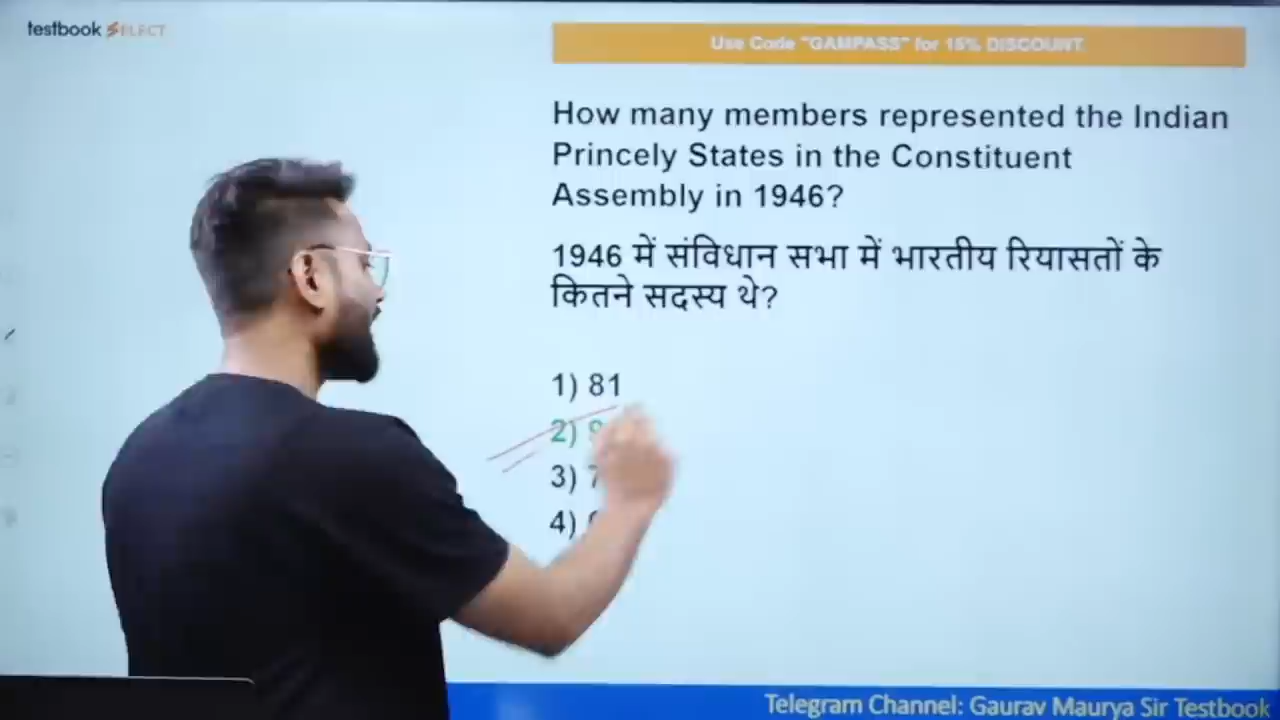 testbook SELECT
Use Code "GAMPASS" for 15% DISCOUNT
How many members represented the Indian
Princely States in the Constituent
Assembly in 1946?
1946 में संविधान सभा में भारतीय रियासतों के
कितने सदस्य थे?
1) 81
2) 9
3) 7
4)
Telegram Channel: Gaurav Maurya Sir Testbook